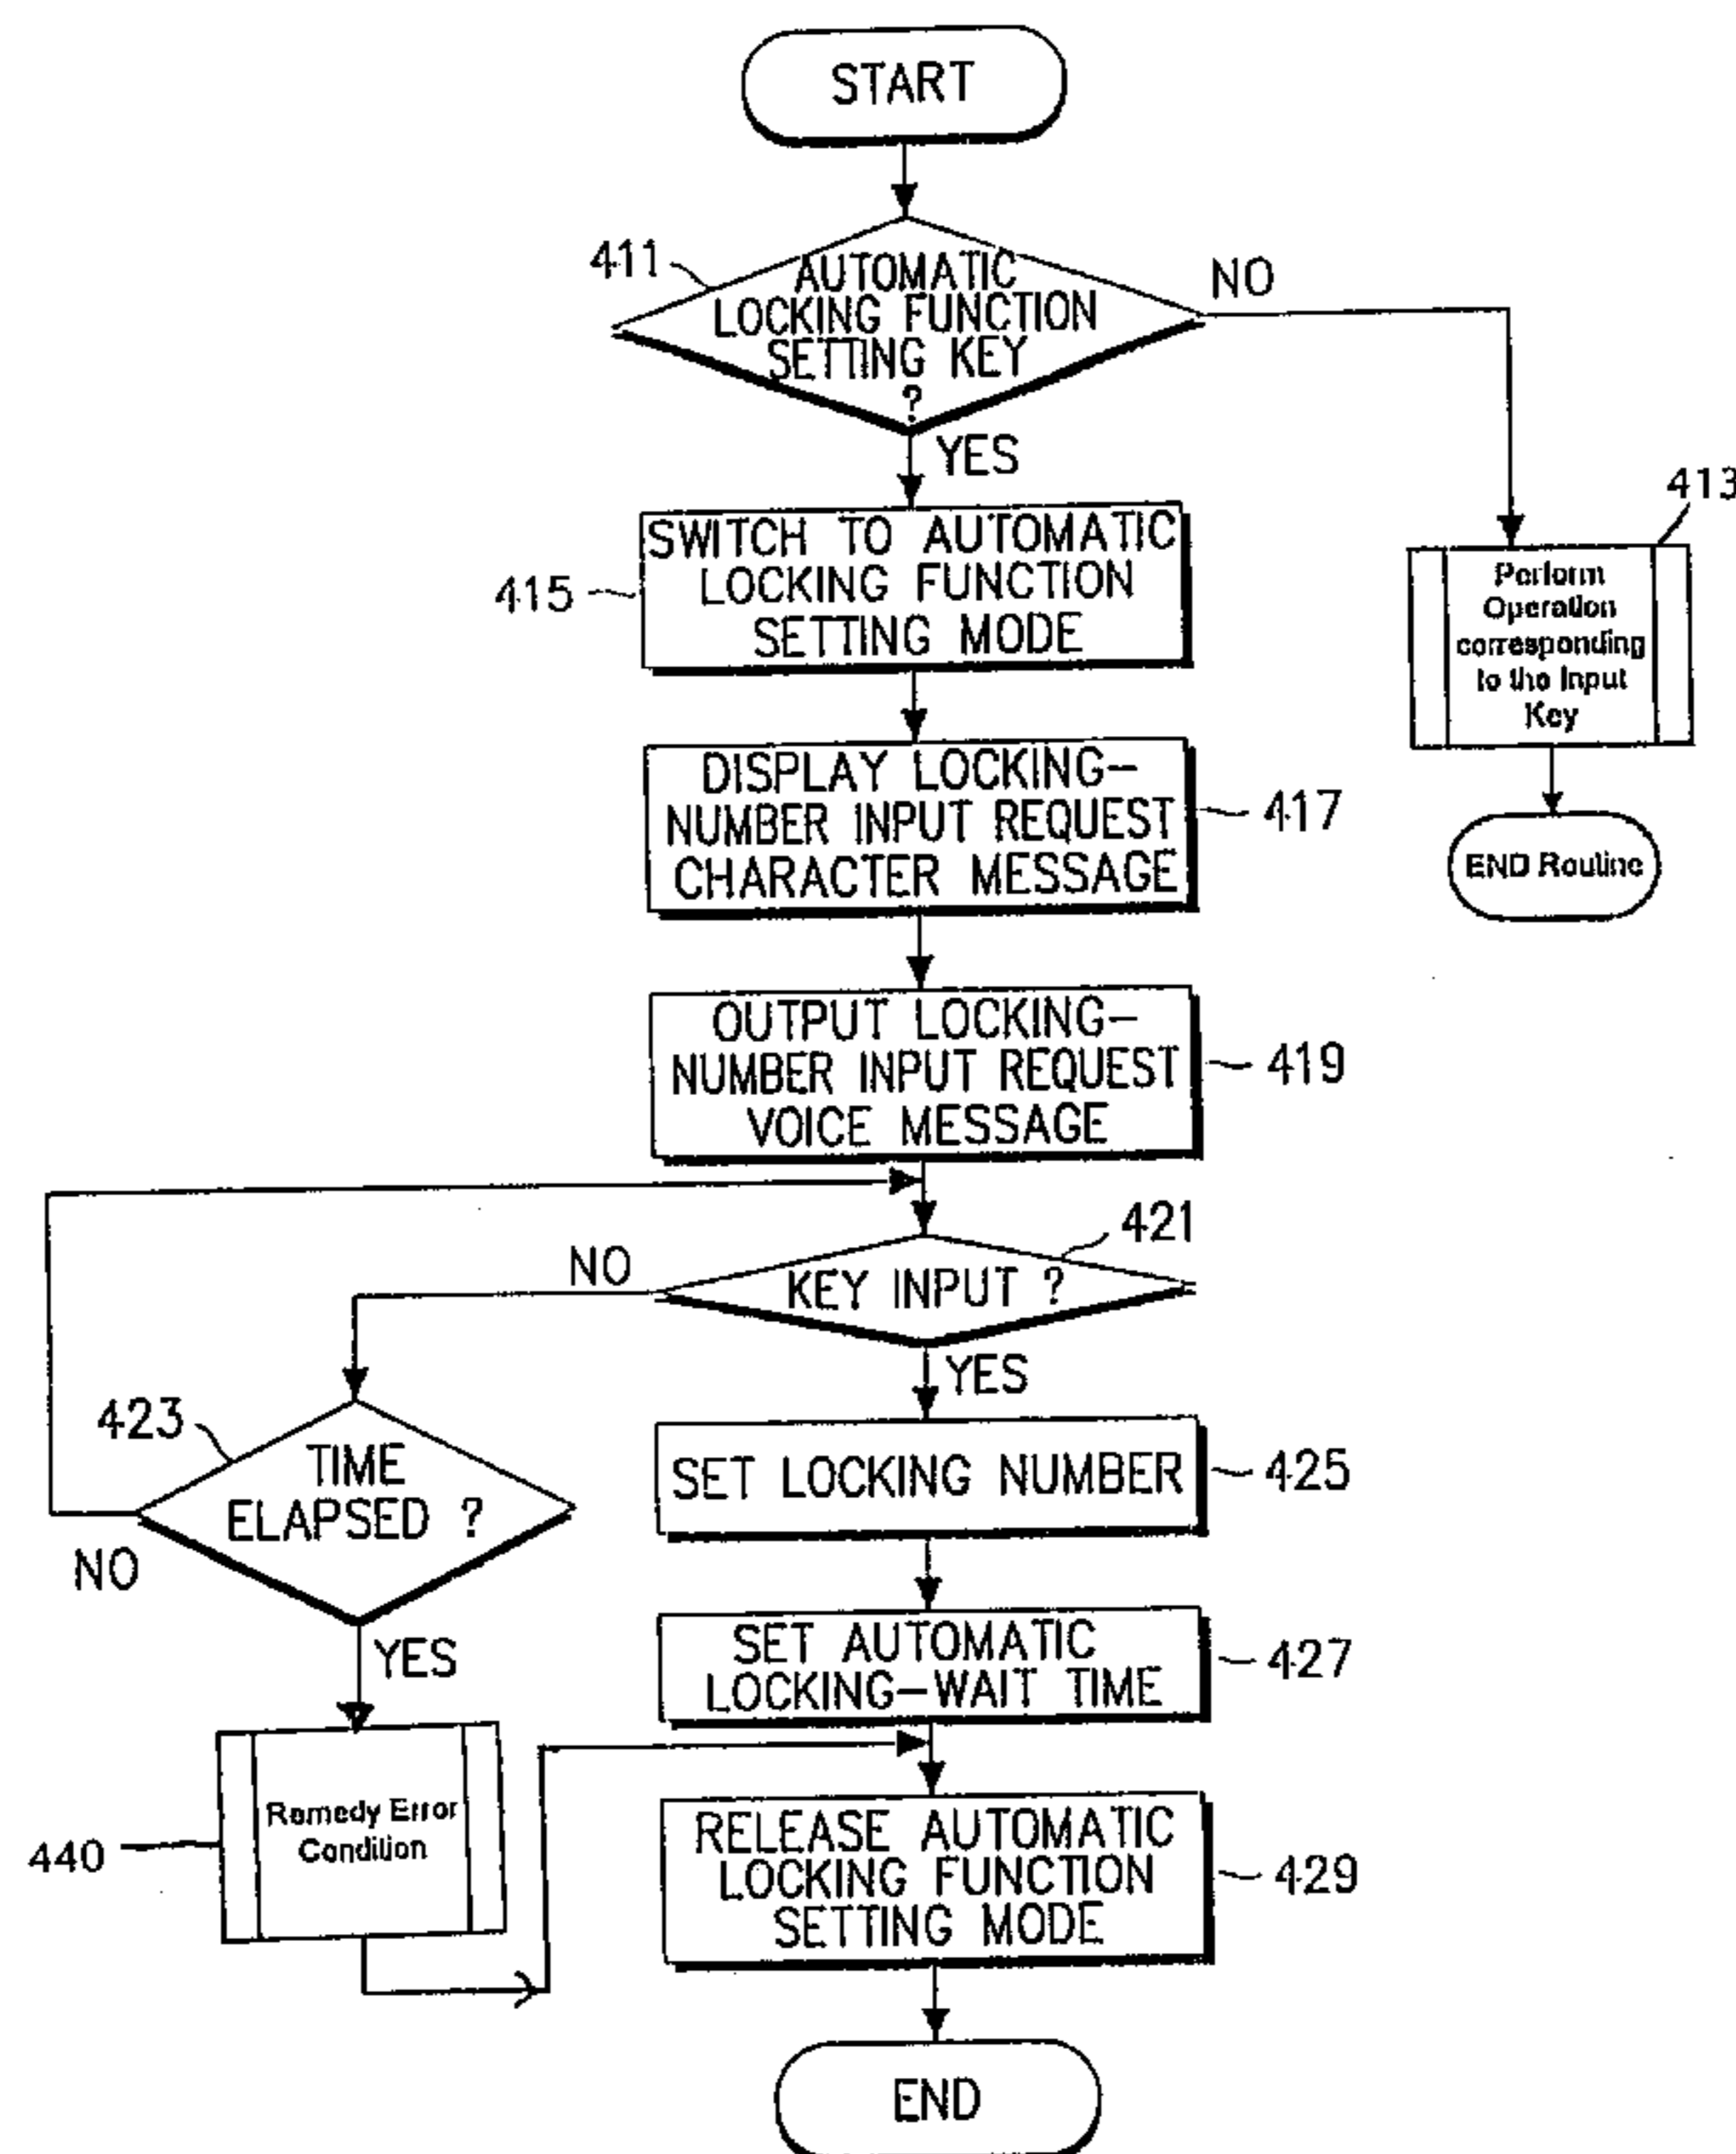 START
411
AUTOMATIC
LOCKING FUNCTION
SETTING KEY
?
NO
YES
413
SWITCH TO AUTOMATIC
LOCKING FUNCTION
SETTING MODE
415
Perform
Operation
corresponding
to the Input
Key
DISPLAY LOCKING-
NUMBER INPUT REQUEST
CHARACTER MESSAGE
417
END Routine
OUTPUT LOCKING-
NUMBER INPUT REQUEST
VOICE MESSAGE
419
421
NO
KEY INPUT ?
YES
423
TIME
ELAPSED ?
NO
YES
SET LOCKING NUMBER
425
SET AUTOMATIC
LOCKING-WAIT TIME
427
Remedy Error
Condition
440
RELEASE AUTOMATIC
LOCKING FUNCTION
SETTING MODE
429
END